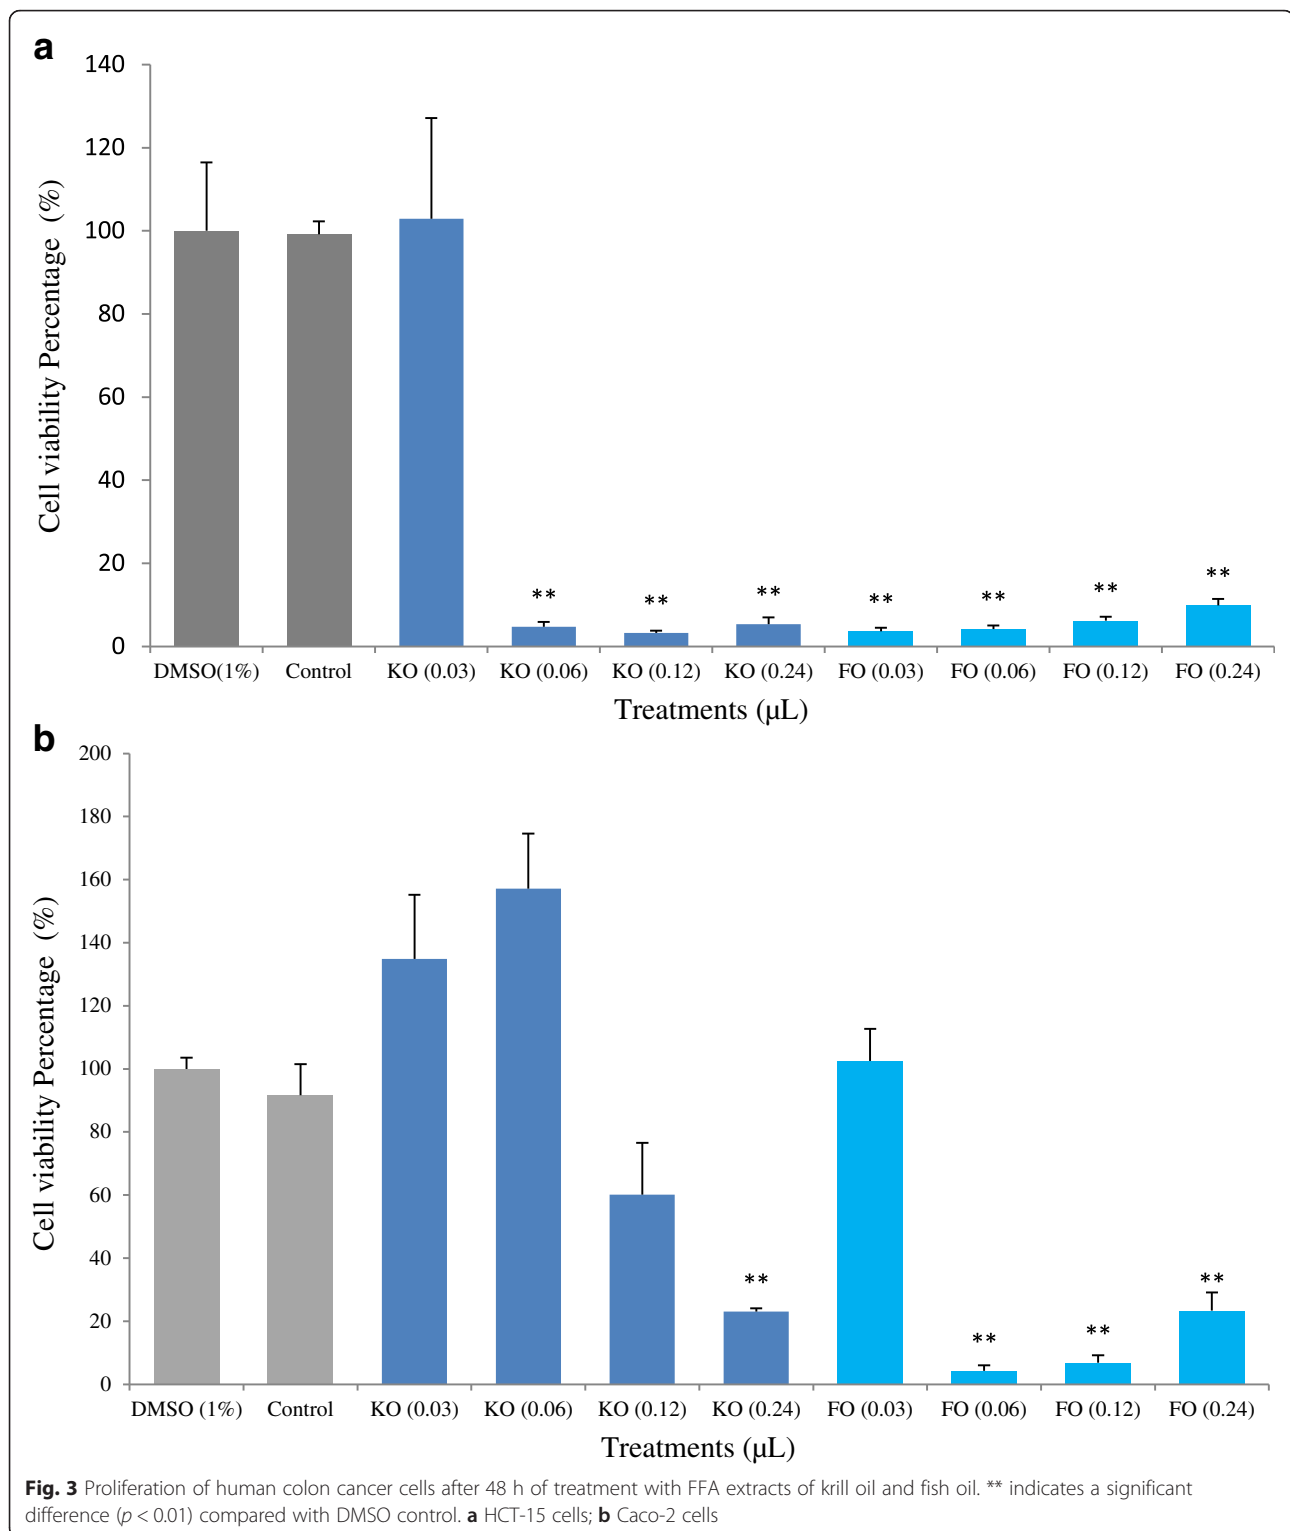 a
Cell viability Percentage (%)
140
120
100
80
60
40
20
0
** ** ** ** ** ** **
DMSO(1%) Control KO (0.03) KO (0.06) KO (0.12) KO (0.24) FO (0.03) FO (0.06) FO (0.12) FO (0.24)
Treatments (µL)
b
Cell viability Percentage (%)
200
180
160
140
120
100
80
60
40
20
0
** ** ** **
DMSO (1%) Control KO (0.03) KO (0.06) KO (0.12) KO (0.24) FO (0.03) FO (0.06) FO (0.12) FO (0.24)
Treatments (µL)
Fig. 3 Proliferation of human colon cancer cells after 48 h of treatment with FFA extracts of krill oil and fish oil. ** indicates a significant
difference (p < 0.01) compared with DMSO control. a HCT-15 cells; b Caco-2 cells